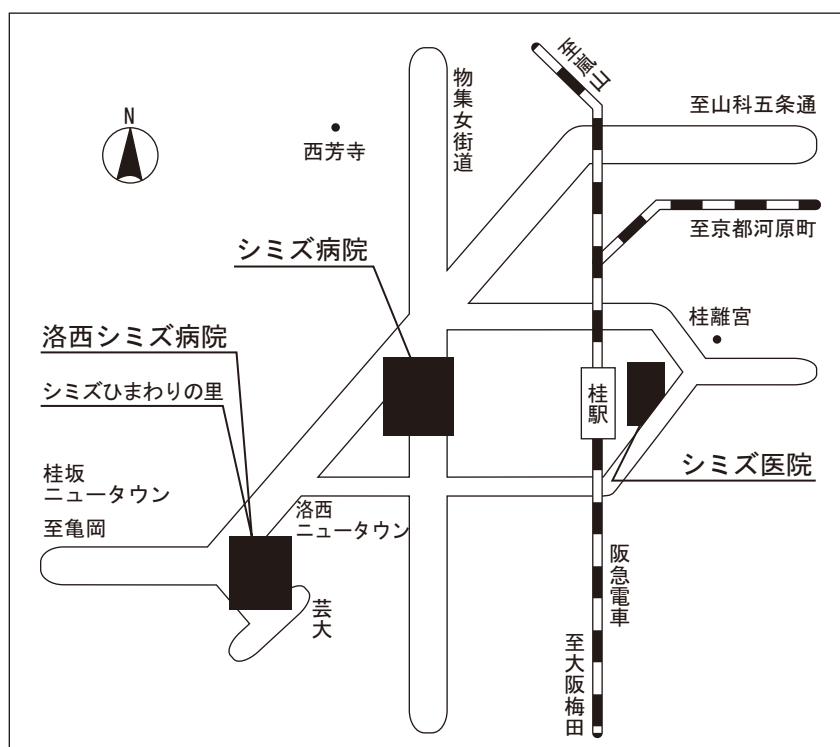 至嵐山
物集女街道
至山科五条通
N
西芳寺
至京都河原町
シミズ病院
桂離宮
洛西シミズ病院
シミズひまわりの里
桂駅
シミズ医院
桂坂
ニュータウン
洛西
ニュータウン
至亀岡
阪急電車
芸大
至大阪梅田